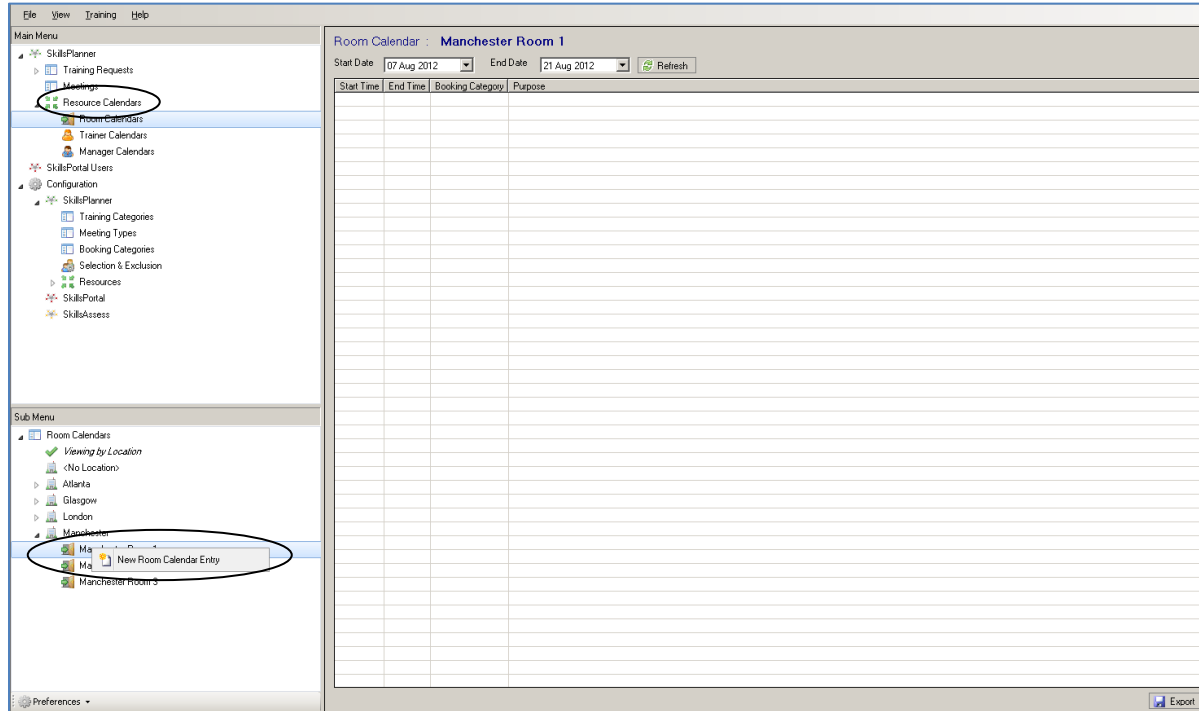 File View Training Help
Main Menu
SkillsPlanner
Training Requests
Meetings
Resource Calendars
Room Calendars
Trainer Calendars
Manager Calendars
SkillsPortal Users
Configuration
SkillsPlanner
Training Categories
Meeting Types
Booking Categories
Selection & Exclusion
Resources
SkillsPortal
SkillsAssess
Sub Menu
Room Calendars
Viewing by Location
<No Location>
Atlanta
Glasgow
London
Manchester
Manchester Room 1
New Room Calendar Entry
Ma
Manchester Room 3
Preferences
Room Calendar : Manchester Room 1
Start Date 07 Aug 2012 End Date 21 Aug 2012 Refresh
Start Time End Time Booking Category Purpose
Export